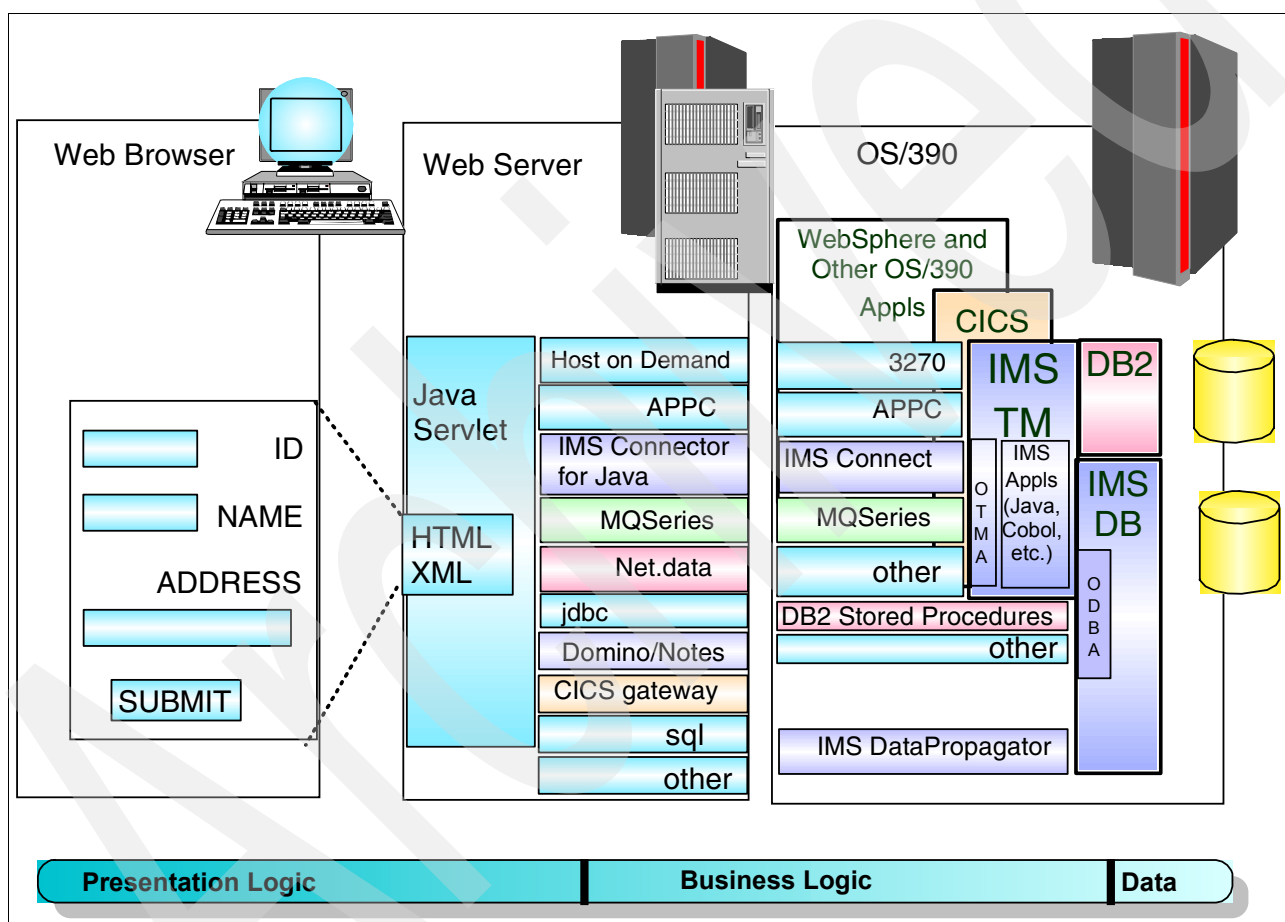 Web Browser
ID
NAME
ADDRESS
SUBMIT
Web Server
Java
Servlet
HTML
XML
Host on Demand
APPC
IMS Connector
for Java
MQSeries
Net.data
jdbc
Domino/Notes
CICS gateway
sql
other
OS/390
WebSphere and
Other OS/390
Appls
CICS
3270
APPC
IMS Connect
MQSeries
other
DB2 Stored Procedures
other
IMS DataPropagator
IMS
TM
OTMA
IMS
Appls
(Java,
Cobol,
etc.)
DB2
IMS
DB
ODBA
Presentation Logic
Business Logic
Data
Archived